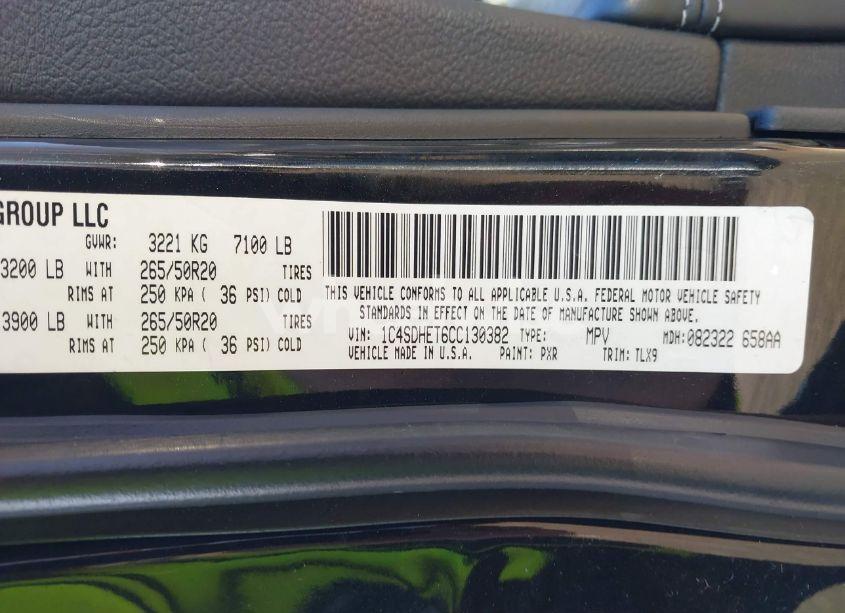 GROUP LLC
GVWR: 3221 KG 7100 LB
3200 LB WITH 265/50R20 TIRES
RIMS AT 250 KPA ( 36 PSI) COLD
3900 LB WITH 265/50R20 TIRES
RIMS AT 250 KPA ( 36 PSI) COLD
THIS VEHICLE CONFORMS TO ALL APPLICABLE U.S.A. FEDERAL MOTOR VEHICLE SAFETY
STANDARDS IN EFFECT ON THE DATE OF MANUFACTURE SHOWN ABOVE.
VIN: 1C4SDHET6CC130382 TYPE: MPV MDH:082322 658AA
VEHICLE MADE IN U.S.A. PAINT: PXR TRIM: TLX9